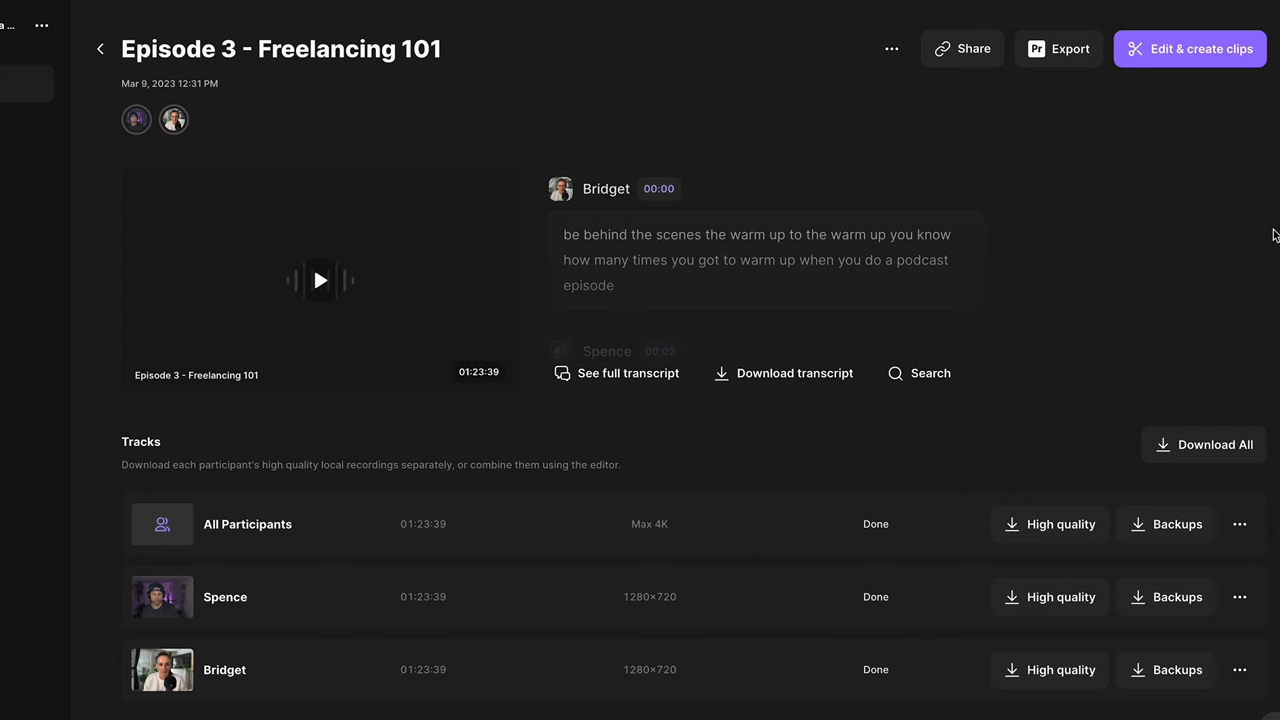 a ...
Episode 3 - Freelancing 101
Share
Pr
Export
Edit & create clips
Mar 9, 2023 12:31 PM
Bridget 00:00
be behind the scenes the warm up to the warm up you know
how many times you got to warm up when you do a podcast
episode
Spence 00:02
Episode 3 - Freelancing 101
01:23:39
See full transcript
Download transcript
Search
Tracks
Download each participant's high quality local recordings separately, or combine them using the editor.
Download All
All Participants 01:23:39 Max 4K Done High quality Backups
Spence 01:23:39 1280×720 Done High quality Backups
Bridget 01:23:39 1280×720 Done High quality Backups